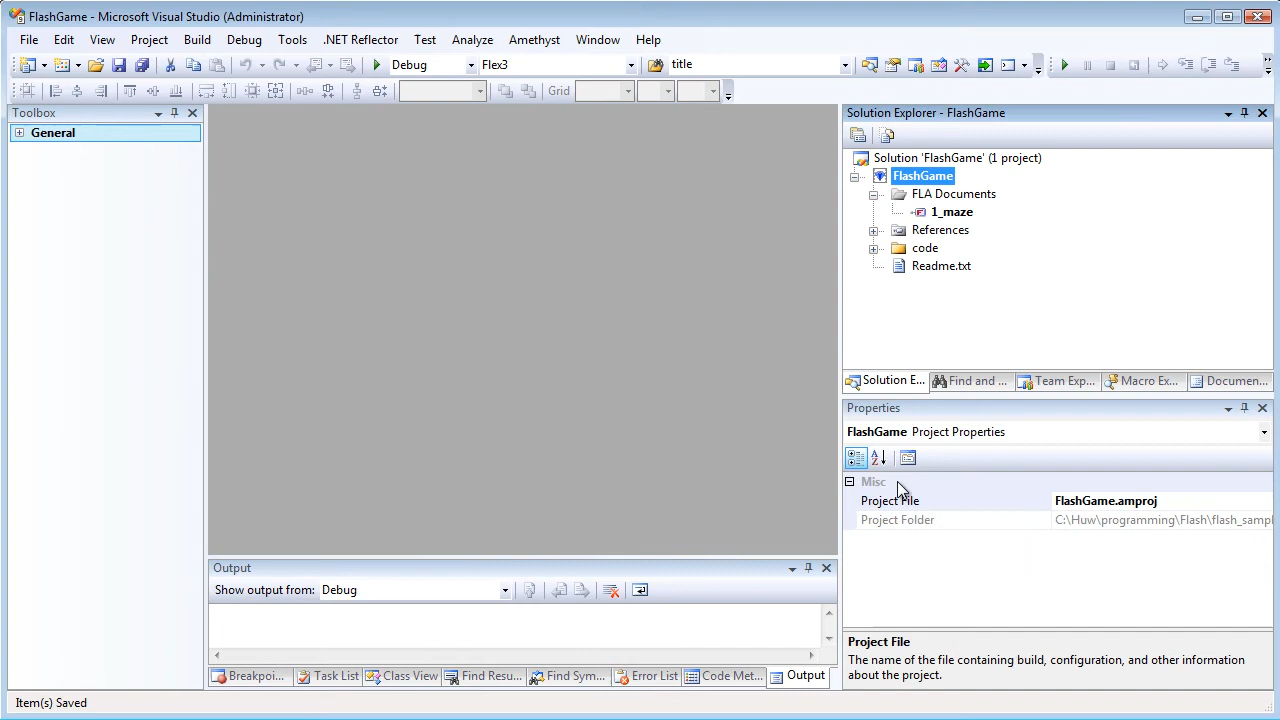 FlashGame - Microsoft Visual Studio (Administrator)
File Edit View Project Build Debug Tools .NET Reflector Test Analyze Amethyst Window Help
Debug Flex3 title
Grid
Toolbox
General
Solution Explorer - FlashGame
Solution 'FlashGame' (1 project)
FlashGame
FLA Documents
1_maze
References
code
Readme.txt
Solution E... Find and ... Team Exp... Macro Ex... Documen...
Properties
FlashGame Project Properties
Misc
Project File FlashGame.amproj
Project Folder C:\Huw\programming\Flash\flash_sampl
Output
Show output from: Debug
Project File
The name of the file containing build, configuration, and other information
about the project.
Breakpoi... Task List Class View Find Resu... Find Sym... Error List Code Met... Output
Item(s) Saved